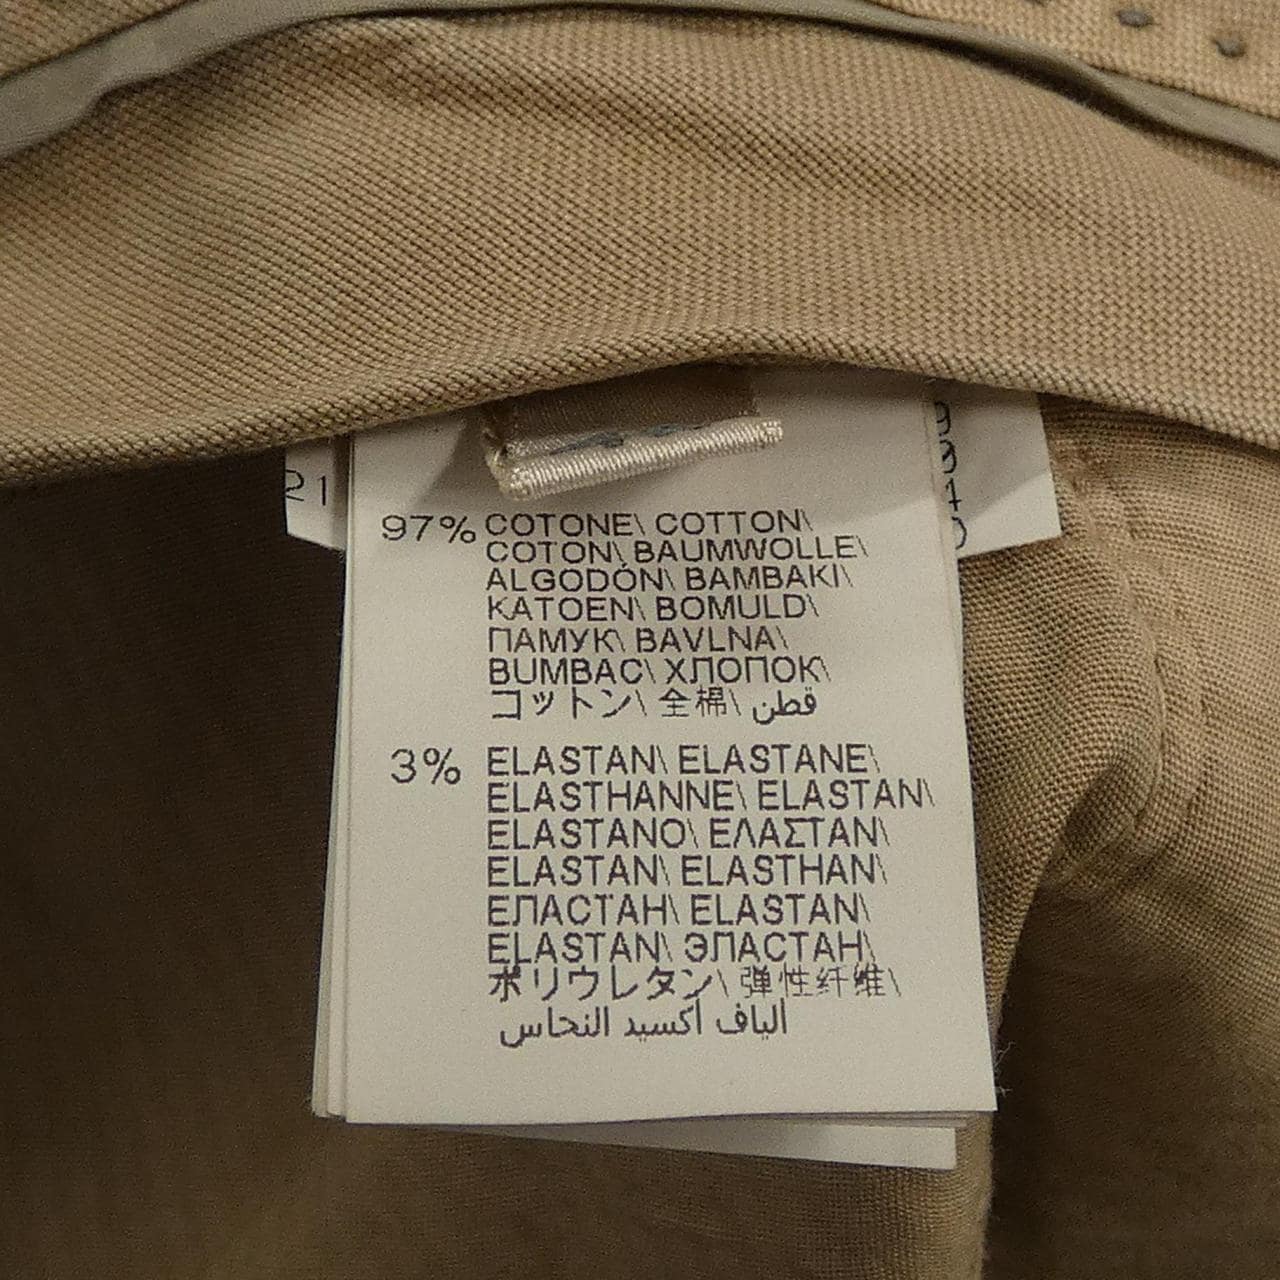 97% COTONE\ COTTON\
COTON\ BAUMWOLLE\
ALGODÓN\ BAMBAKI\
KATOEN\ BOMULD\
ПАМУК\ BAVLNA\
BUMBAC\ ХЛОПОК\
コットン\ 全棉\ قطن
3% ELASTAN\ ELASTANE\
ELASTHANNE\ ELASTAN\
ELASTANO\ ΕΛΑΣΤΑΝ\
ELASTAN\ ELASTHAN\
ЕЛАСТАН\ ELASTAN\
ELASTAN\ ЭЛАСТАН\
ポリウレタン\ 弹性纤维\
الياف اكسيد النحاس
21